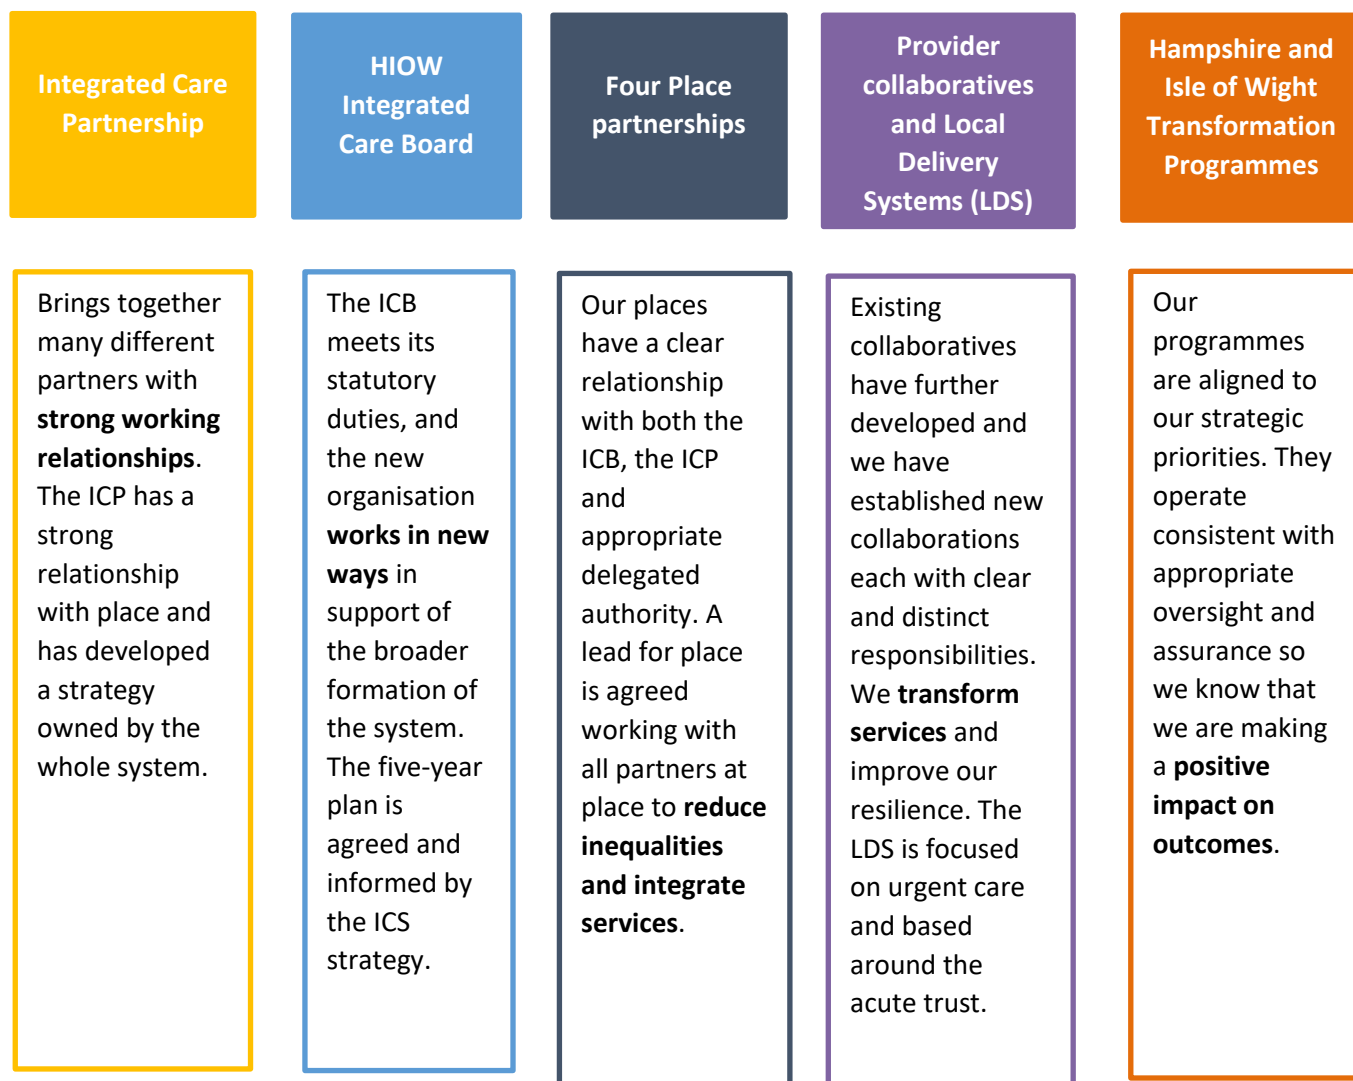 Integrated Care
Partnership
HIOW
Integrated
Care Board
Four Place
partnerships
Provider
collaboratives
and Local
Delivery
Systems (LDS)
Hampshire and
Isle of Wight
Transformation
Programmes
Brings together
many different
partners with
strong working
relationships.
The ICP has a
strong
relationship
with place and
has developed
a strategy
owned by the
whole system.
The ICB
meets its
statutory
duties, and
the new
organisation
works in new
ways in
support of
the broader
formation of
the system.
The five-year
plan is
agreed and
informed by
the ICS
strategy.
Our places
have a clear
relationship
with both the
ICB, the ICP
and
appropriate
delegated
authority. A
lead for place
is agreed
working with
all partners at
place to reduce
inequalities
and integrate
services.
Existing
collaboratives
have further
developed and
we have
established new
collaborations
each with clear
and distinct
responsibilities.
We transform
services and
improve our
resilience. The
LDS is focused
on urgent care
and based
around the
acute trust.
Our
programmes
are aligned to
our strategic
priorities. They
operate
consistent with
appropriate
oversight and
assurance so
we know that
we are making
a positive
impact on
outcomes.